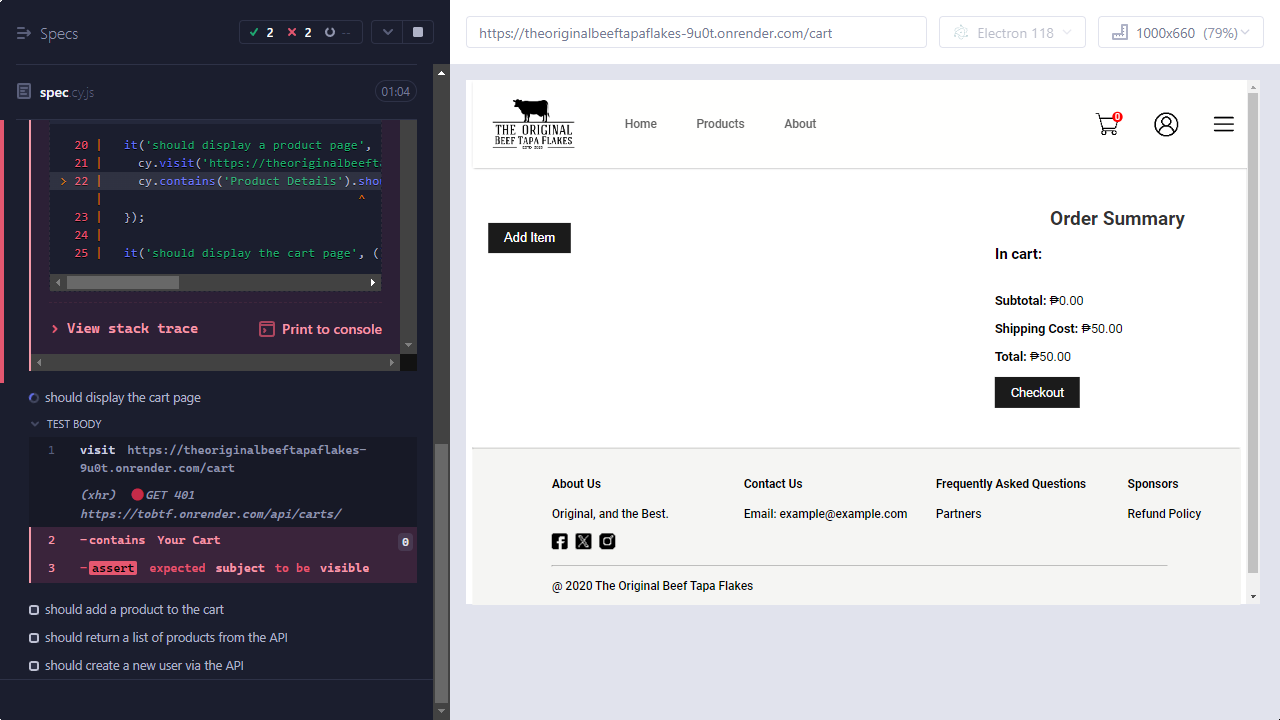 Specs
2 2 --
spec.cy.js 01:04
20 | it('should display a product page',
21 | cy.visit('https://theoriginalbeefta
> 22 | cy.contains('Product Details').shou
| ^
23 | });
24 |
25 | it('should display the cart page', (
View stack trace
Print to console
should display the cart page
TEST BODY
1 visit https://theoriginalbeeftapaflakes-
9u0t.onrender.com/cart
(xhr) GET 401
https://tobtf.onrender.com/api/carts/
2 -contains Your Cart 0
3 -assert expected subject to be visible
should add a product to the cart
should return a list of products from the API
should create a new user via the API
https://theoriginalbeeftapaflakes-9u0t.onrender.com/cart
Electron 118
1000x660 (79%)
THE ORIGINAL
BEEF TAPA FLAKES
ESTD 2020
Home Products About
0
Add Item
Order Summary
In cart:
Subtotal: ₱0.00
Shipping Cost: ₱50.00
Total: ₱50.00
Checkout
About Us
Original, and the Best.
Contact Us
Email: example@example.com
Frequently Asked Questions
Partners
Sponsors
Refund Policy
@ 2020 The Original Beef Tapa Flakes